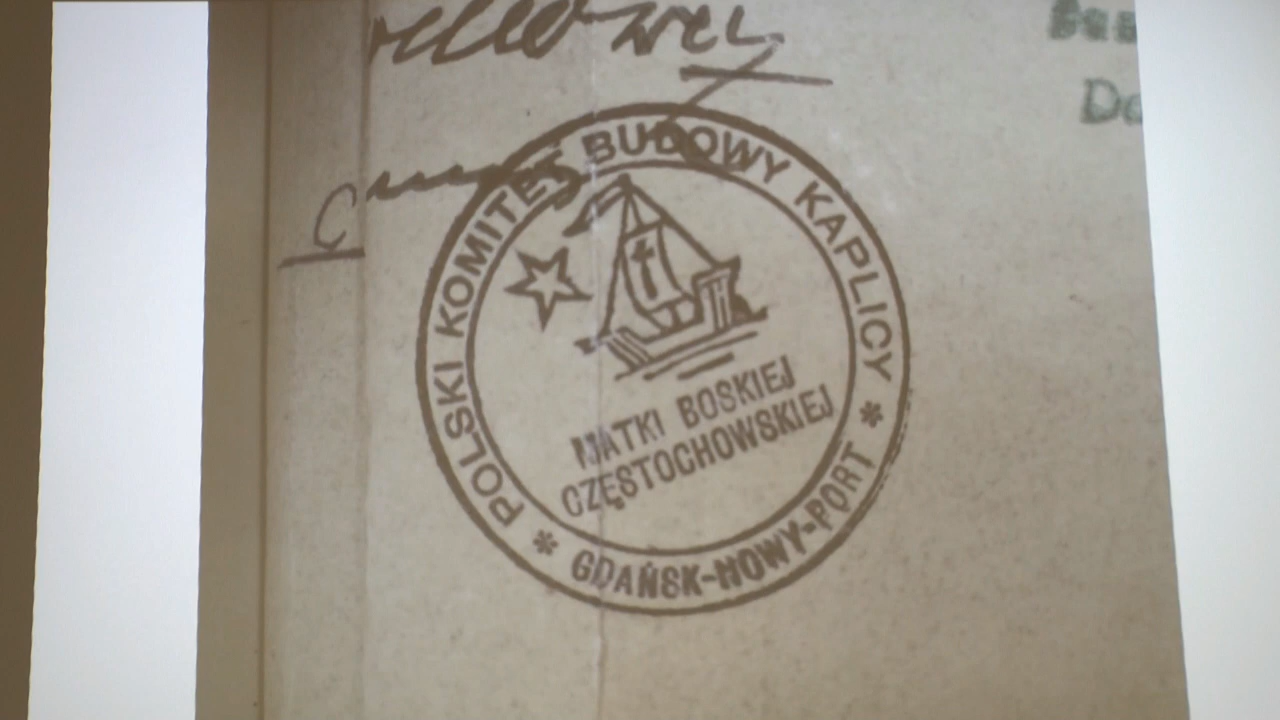 POLSKI KOMITET BUDOWY KAPLICY
MATKI BOSKIEJ
CZĘSTOCHOWSKIEJ
* GDAŃSK-NOWY-PORT *